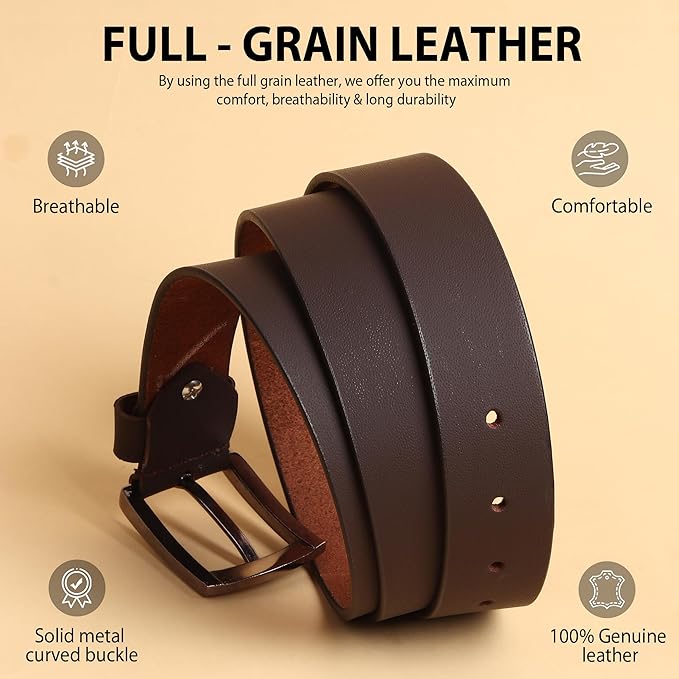 FULL - GRAIN LEATHER
By using the full grain leather, we offer you the maximum
comfort, breathability & long durability
Breathable
Comfortable
Solid metal
curved buckle
100% Genuine
leather